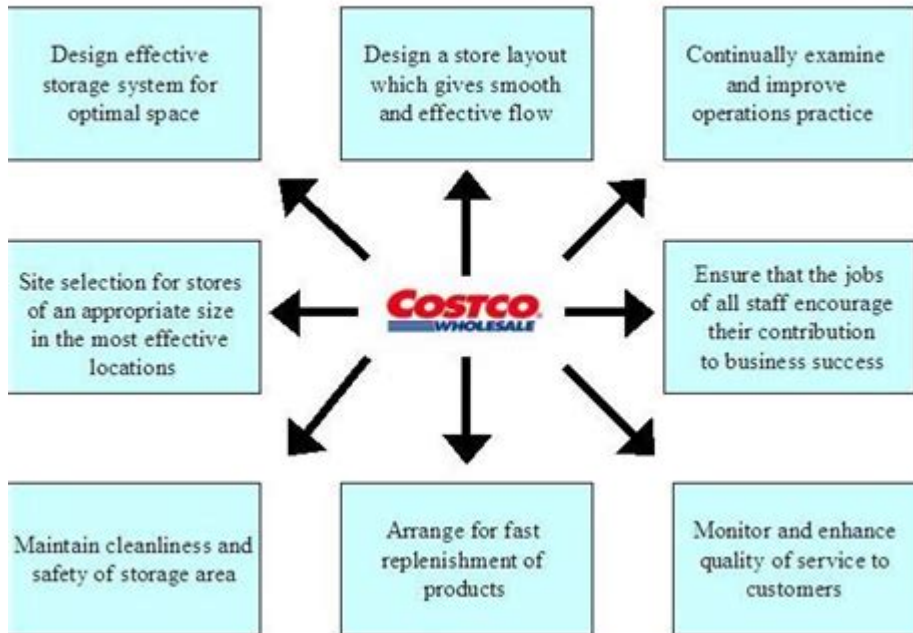 Design effective
storage system for
optimal space
Design a store layout
which gives smooth
and effective flow
Continually examine
and improve
operations practice
Site selection for stores
of an appropriate size
in the most effective
locations
COSTCO
WHOLESALE
Ensure that the jobs
of all staff encourage
their contribution
to business success
Maintain cleanliness and
safety of storage area
Arrange for fast
replenishment of
products
Monitor and enhance
quality of service to
customers